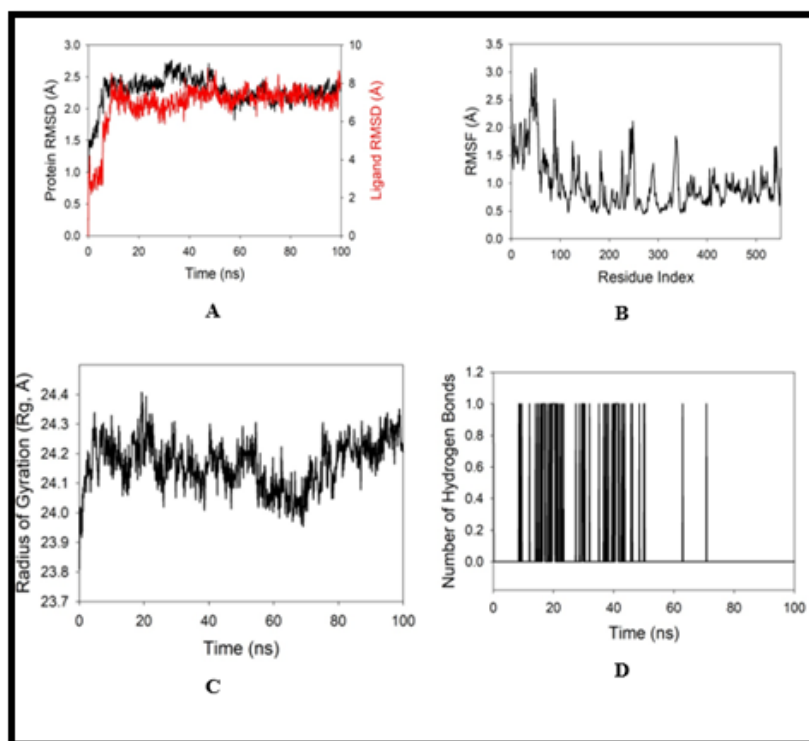 3.0
2.5
2.0
1.5
1.0
0.5
0.0
Protein RMSD (Å)
10
8
6
4
2
0
Ligand RMSD (Å)
0 20 40 60 80 100
Time (ns)
A
3.5
3.0
2.5
2.0
1.5
1.0
0.5
0.0
RMSF (Å)
0 100 200 300 400 500
Residue Index
B
24.4
24.3
24.2
24.1
24.0
23.9
23.8
23.7
Radius of Gyration (Rg, Å)
0 20 40 60 80 100
Time (ns)
C
1.2
1.0
0.8
0.6
0.4
0.2
0.0
Number of Hydrogen Bonds
0 20 40 60 80 100
Time (ns)
D